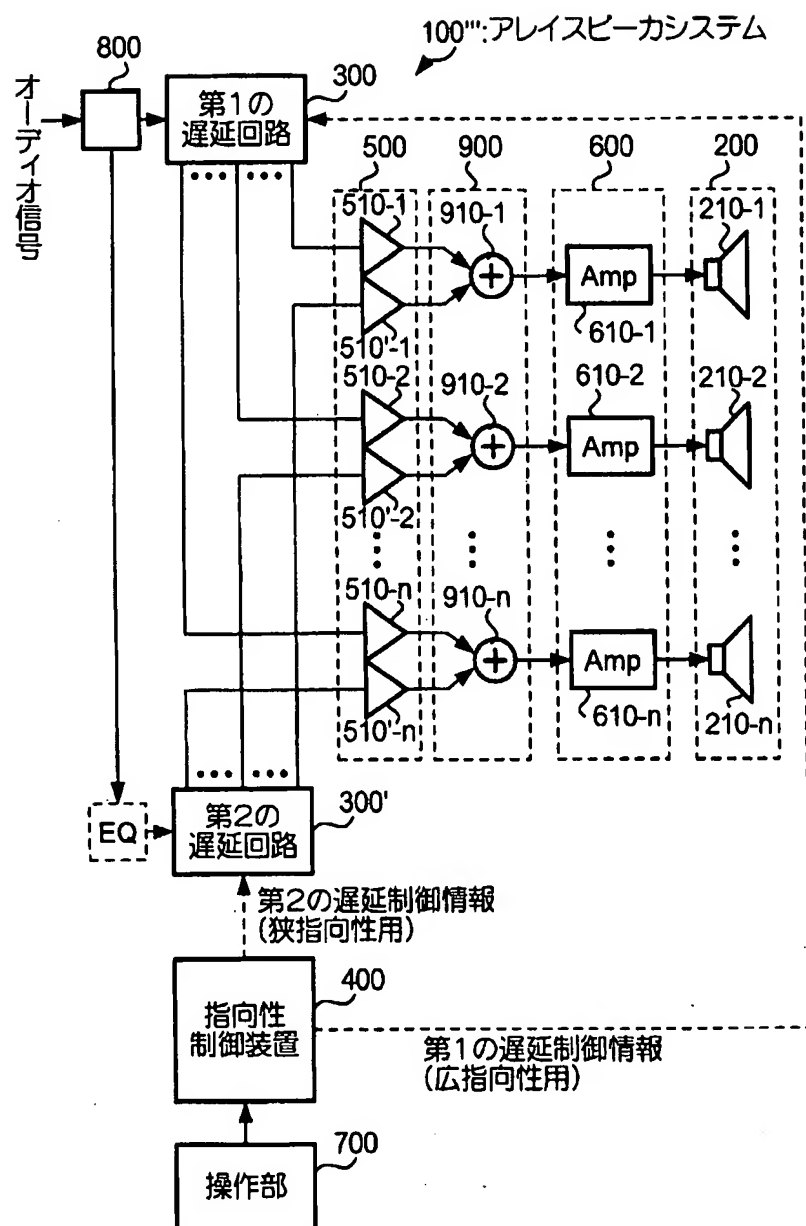 100''':アレイスピーカシステム
800
オーディオ信号
第1の
遅延回路
300
500
900
600
200
510-1
910-1
210-1
Amp
510'-1
610-1
510-2
910-2
610-2
210-2
Amp
510'-2
510-n
910-n
Amp
510'-n
610-n
210-n
EQ
第2の
遅延回路
300'
第2の遅延制御情報
(狭指向性用)
400
指向性
制御装置
第1の遅延制御情報
(広指向性用)
700
操作部